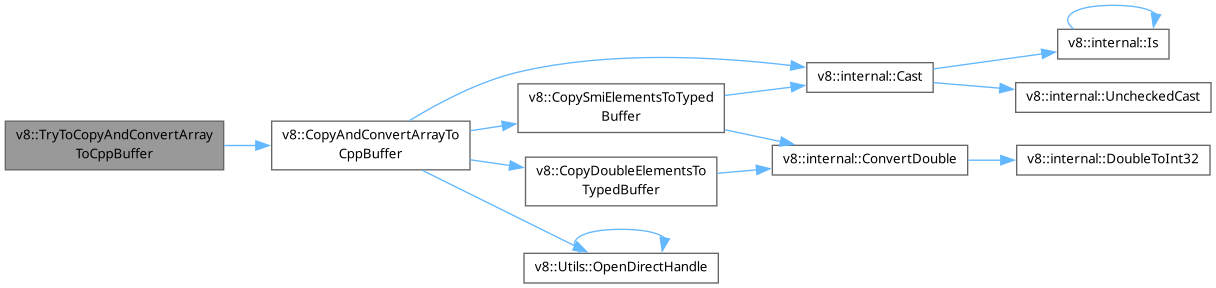 v8::TryToCopyAndConvertArray
ToCppBuffer
v8::CopyAndConvertArrayTo
CppBuffer
v8::CopySmiElementsToTyped
Buffer
v8::CopyDoubleElementsTo
TypedBuffer
v8::Utils::OpenDirectHandle
v8::internal::Cast
v8::internal::ConvertDouble
v8::internal::Is
v8::internal::UncheckedCast
v8::internal::DoubleToInt32